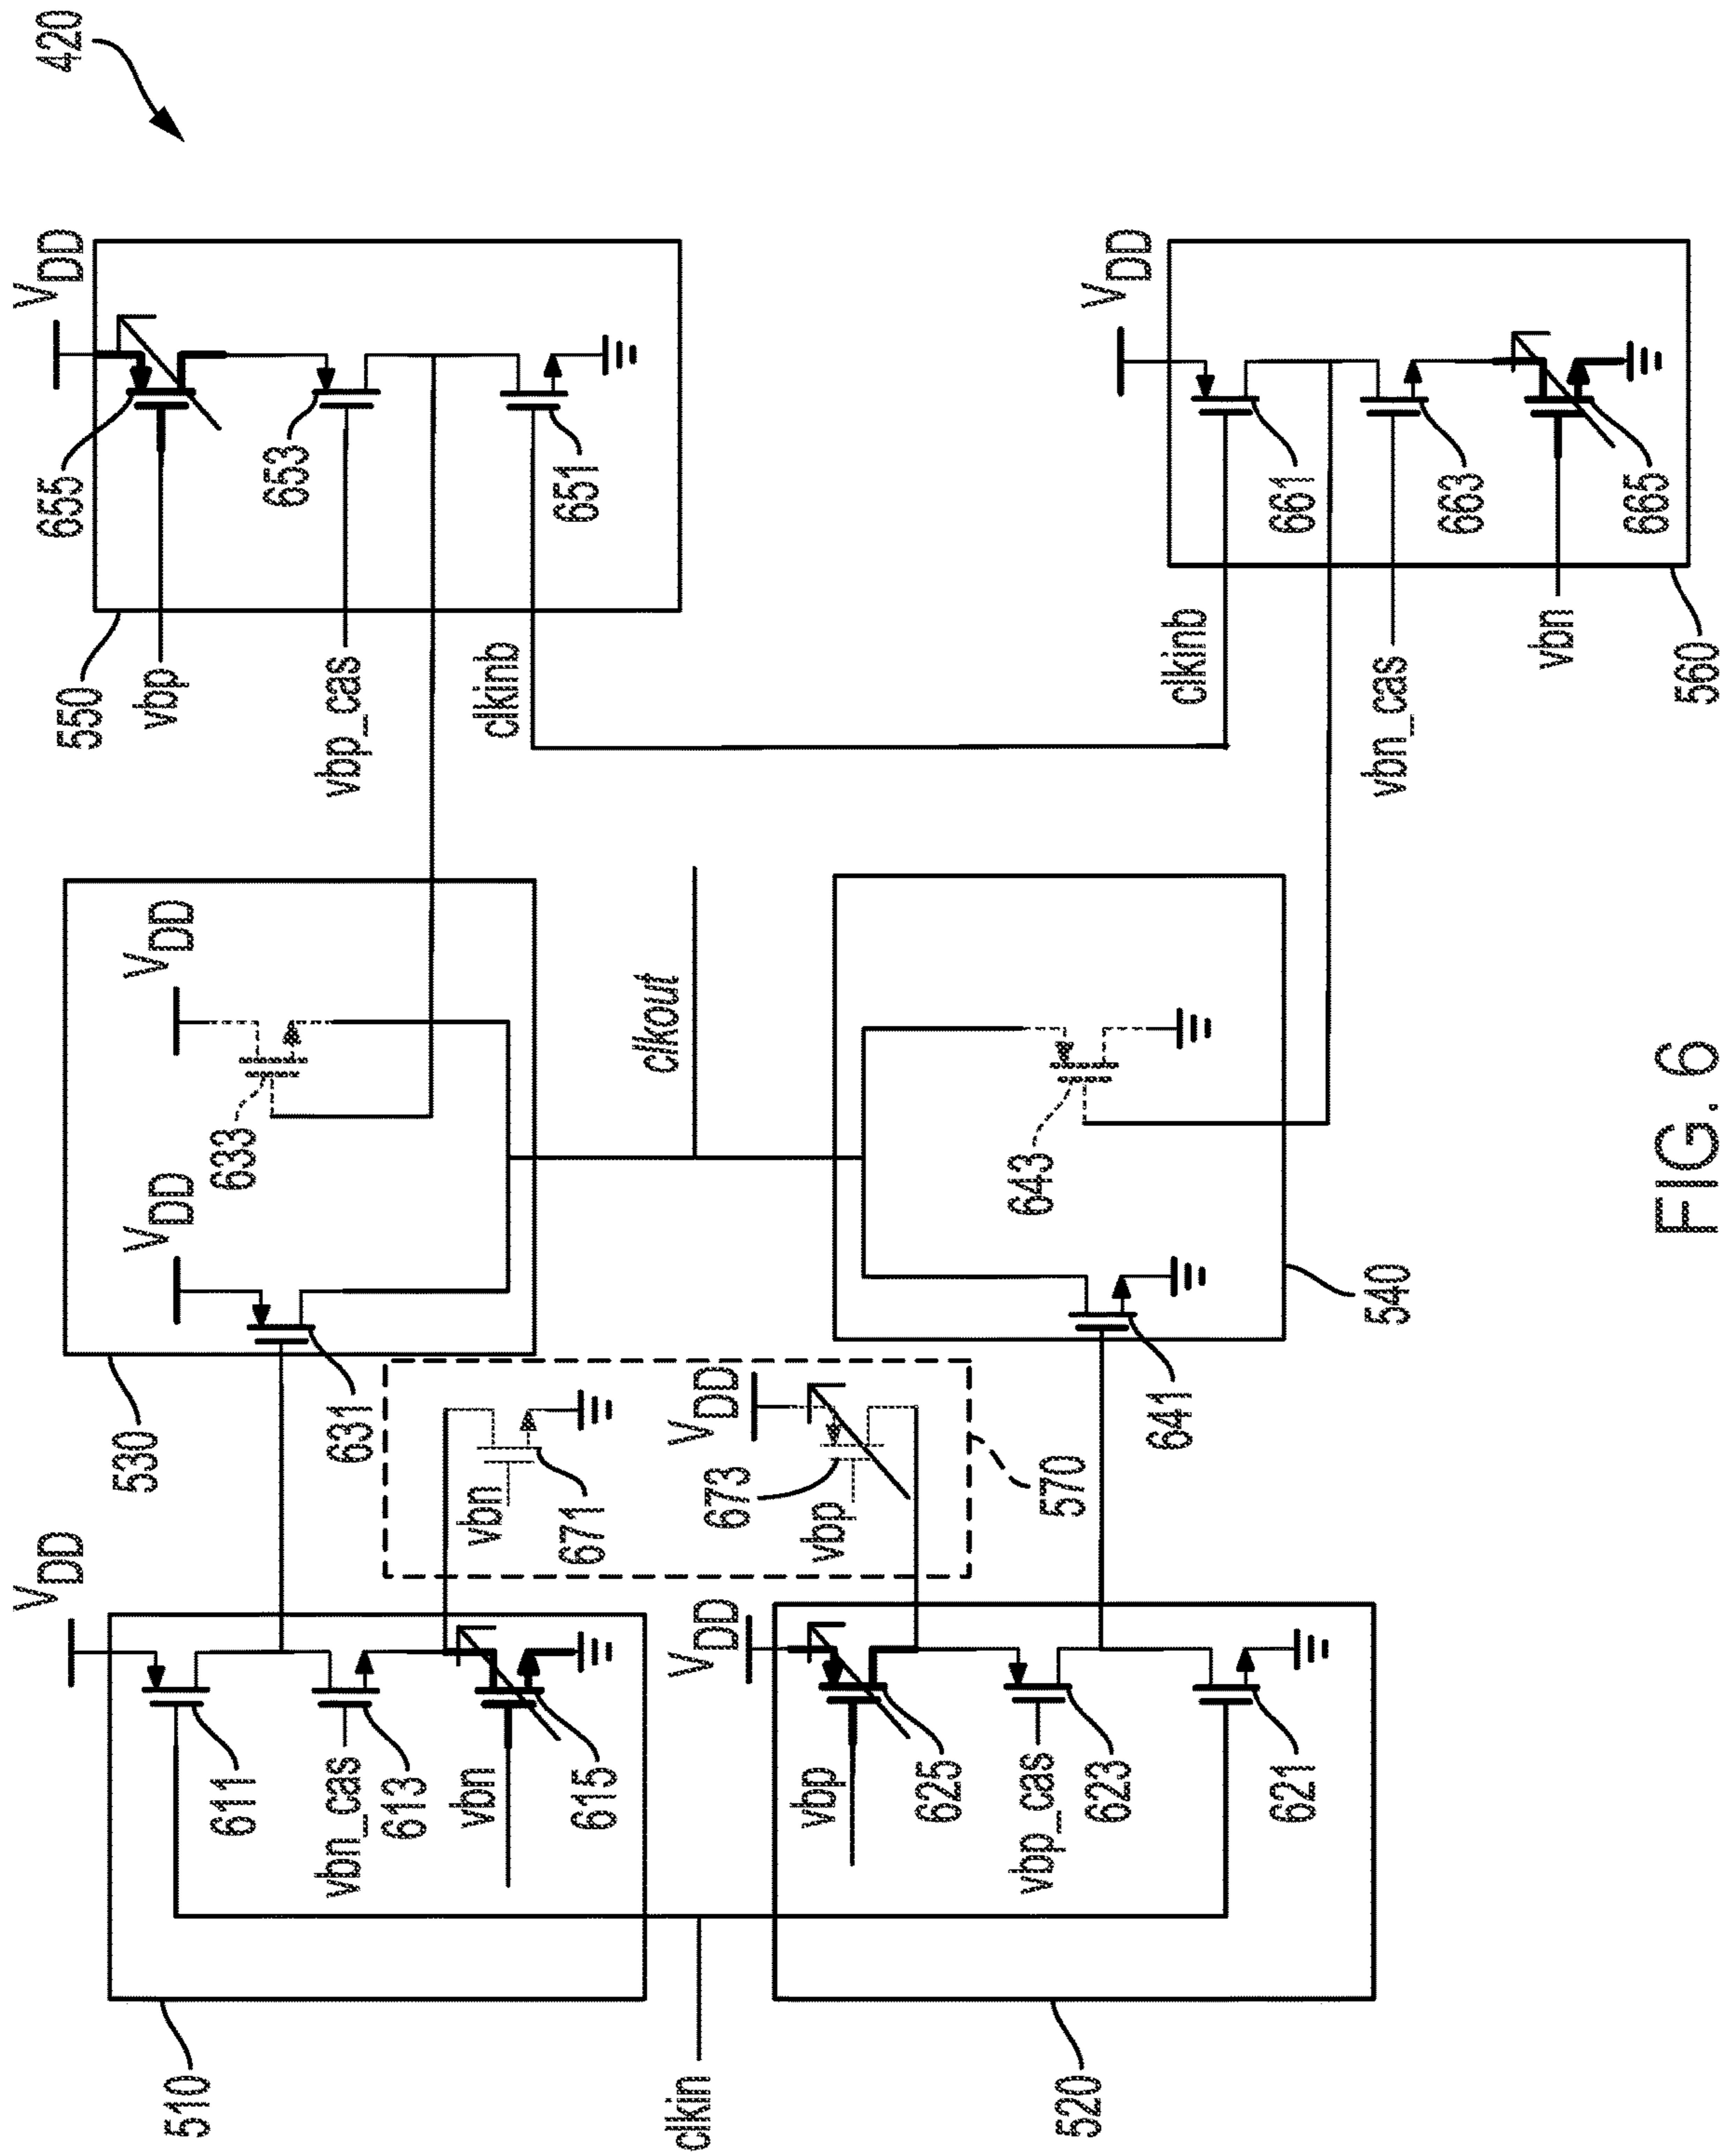 420
V_DD
655
653
651
550
vbp
vbp_cas
clkinb
V_DD
661
663
665
clkinb
vbn_cas
vbn
560
V_DD
633
V_DD
530
631
clkout
643
540
641
V_DD
vbn
671
V_DD
673
vbp
570
611
vbn_cas
613
vbn
615
510
V_DD
vbp
625
vbp_cas
623
621
520
clkin
FIG. 6